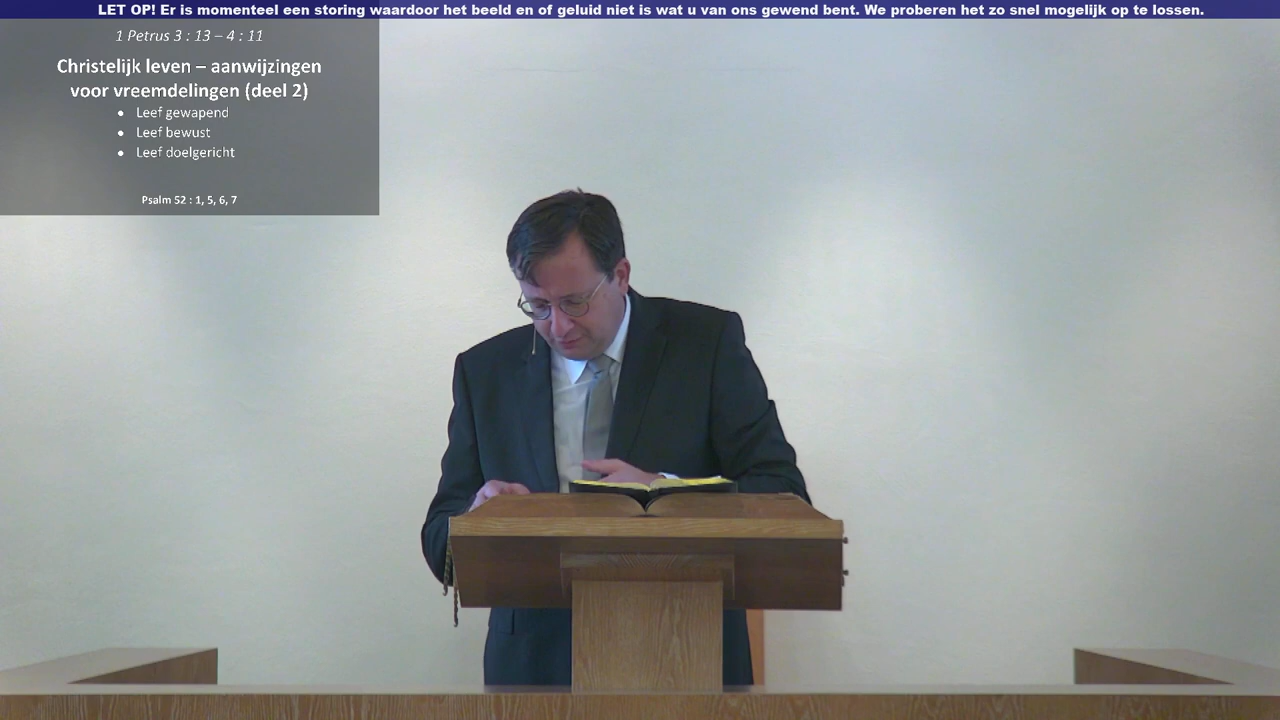 LET OP! Er is momenteel een storing waardoor het beeld en of geluid niet is wat u van ons gewend bent. We proberen het zo snel mogelijk op te lossen.
1 Petrus 3 : 13 – 4 : 11
Christelijk leven – aanwijzingen
voor vreemdelingen (deel 2)
• Leef gewapend
• Leef bewust
• Leef doelgericht
Psalm 52 : 1, 5, 6, 7